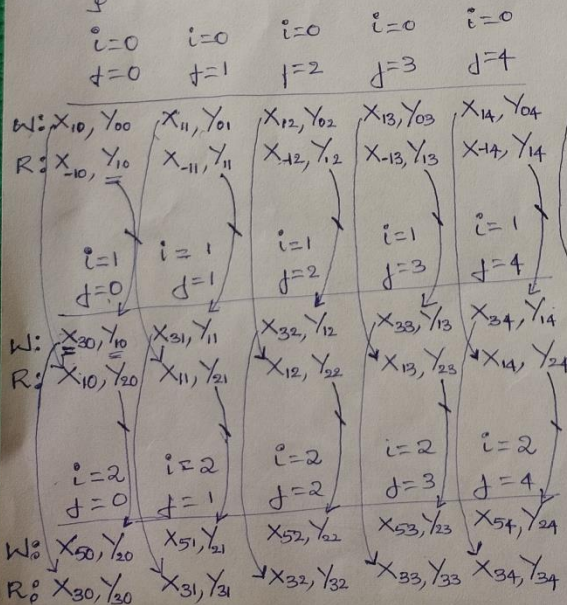 i=0 i=0 i=0 i=0 i=0
j=0 j=1 j=2 j=3 j=4
W: X10, Y00 X11, Y01 X12, Y02 X13, Y03 X14, Y04
R: X-10, Y10 X-11, Y11 X-12, Y12 X-13, Y13 X-14, Y14
i=1 i=1 i=1 i=1 i=1
j=0 j=1 j=2 j=3 j=4
W: X30, Y10 X31, Y11 X32, Y12 X33, Y13 X34, Y14
R: X10, Y20 X11, Y21 X12, Y22 X13, Y23 X14, Y24
i=2 i=2 i=2 i=2 i=2
j=0 j=1 j=2 j=3 j=4
W: X50, Y20 X51, Y21 X52, Y22 X53, Y23 X54, Y24
R: X30, Y30 X31, Y31 X32, Y32 X33, Y33 X34, Y34